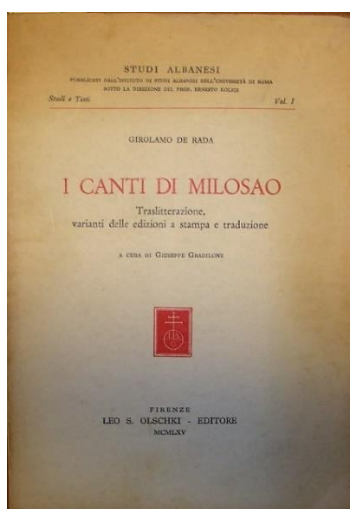 STUDI ALBANESI
PUBBLICATI DALL'ISTITUTO DI STUDI ALBANESI DELL'UNIVERSITÀ DI ROMA
SOTTO LA DIREZIONE DEL PROF. ERNESTO KOLIQI
Studi e Testi Vol. I
GIROLAMO DE RADA
I CANTI DI MILOSAO
Traslitterazione,
varianti delle edizioni a stampa e traduzione
A CURA DI GIUSEPPE GRADILONE
FIRENZE
LEO S. OLSCHKI - EDITORE
MCMLXV